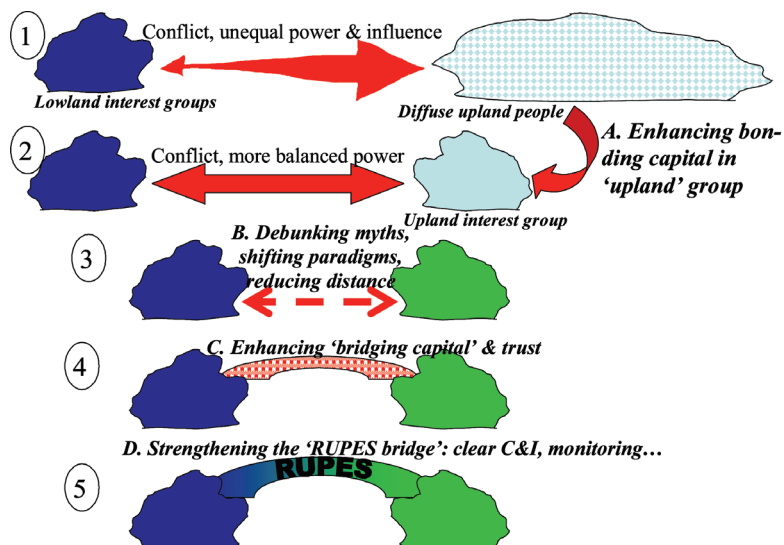 1
Conflict, unequal power & influence
Lowland interest groups
Diffuse upland people
A. Enhancing bon-
ding capital in
‘upland’ group
2
Conflict, more balanced power
Upland interest group
3
B. Debunking myths,
shifting paradigms,
reducing distance
4
C. Enhancing ‘bridging capital’ & trust
D. Strengthening the ‘RUPES bridge’: clear C&I, monitoring…
RUPES
5